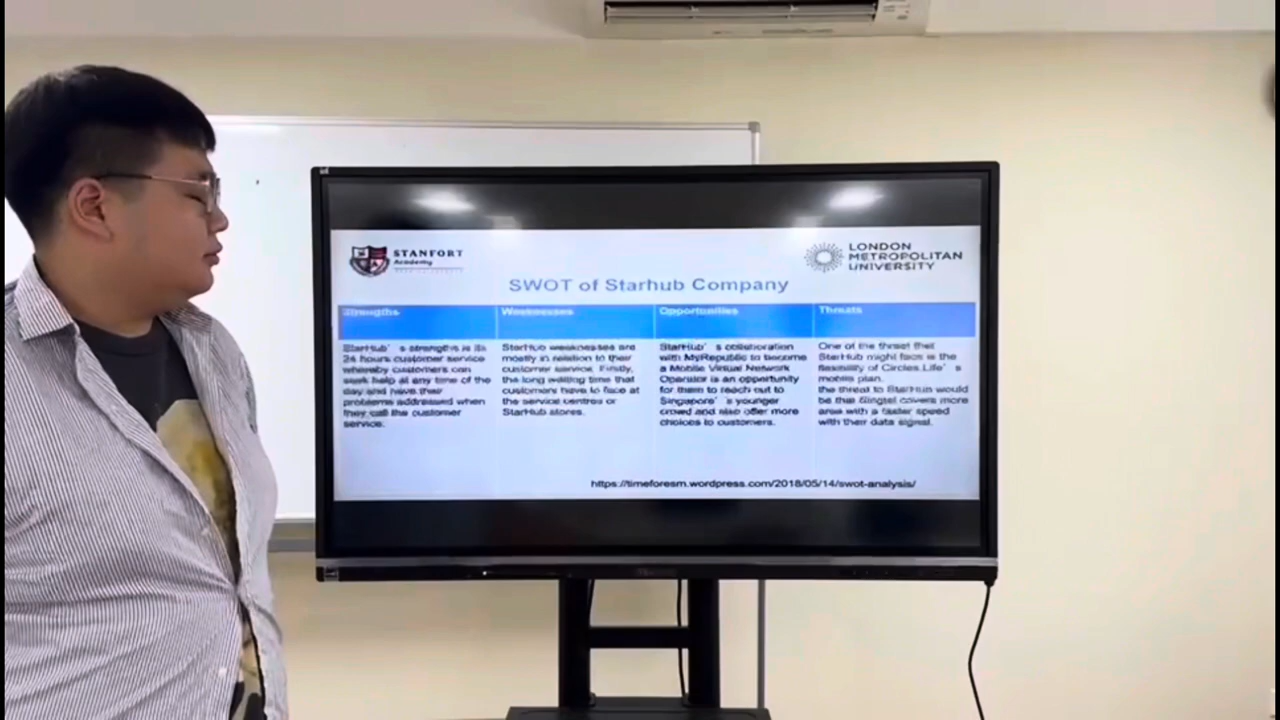 STANFORT
Academy
LONDON
METROPOLITAN
UNIVERSITY
SWOT of Starhub Company
Strengths
Weaknesses
Opportunities
Threats
StarHub's strengths is its
24 hours customer service
whereby customers can
seek help at any time of the
day and have their
problems addressed when
they call the customer
service.
StarHub weaknesses are
mostly in relation to their
customer service. Firstly,
the long waiting time that
customers have to face at
the service centres or
StarHub stores.
StarHub's collaboration
with MyRepublic to become
a Mobile Virtual Network
Operator is an opportunity
for them to reach out to
Singapore's younger
crowd and also offer more
choices to customers.
One of the threat that
StarHub might face is the
flexibility of Circles.Life's
mobile plan.
the threat to StarHub would
be that Singtel covers more
area with a faster speed
with their data signal.
https://timeforesm.wordpress.com/2018/05/14/swot-analysis/